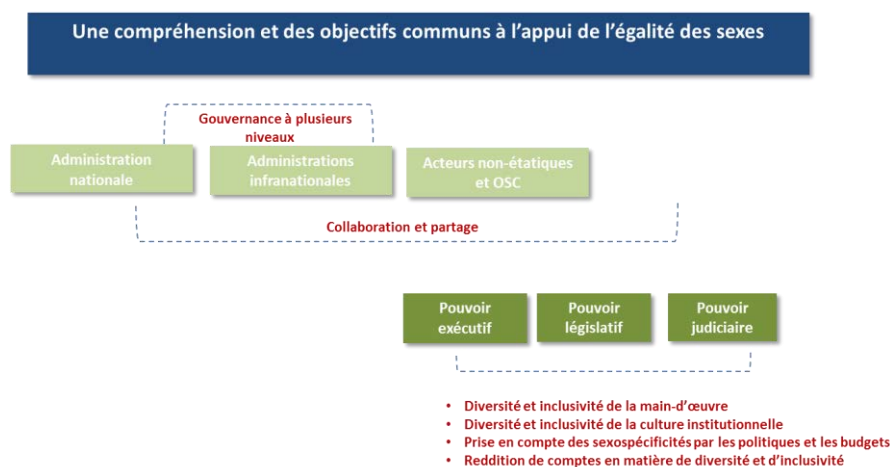 Une compréhension et des objectifs communs à l'appui de l'égalité des sexes
Gouvernance à plusieurs
niveaux
Administration
nationale
Administrations
infranationales
Acteurs non-étatiques
et OSC
Collaboration et partage
Pouvoir
exécutif
Pouvoir
législatif
Pouvoir
judiciaire
• Diversité et inclusivité de la main-d'œuvre
• Diversité et inclusivité de la culture institutionnelle
• Prise en compte des sexospécificités par les politiques et les budgets
• Reddition de comptes en matière de diversité et d'inclusivité